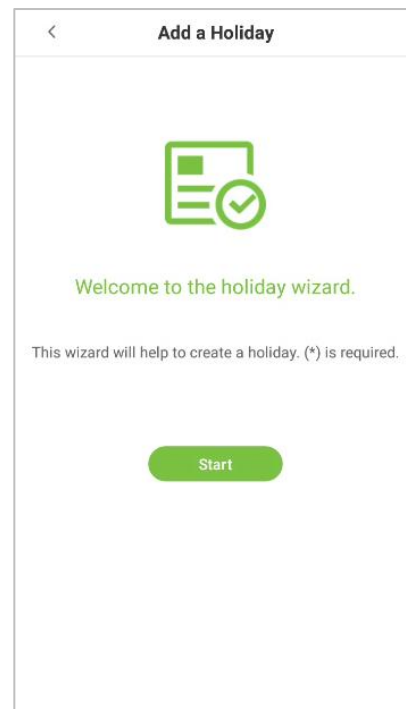 Add a Holiday
Welcome to the holiday wizard.
This wizard will help to create a holiday. (*) is required.
Start